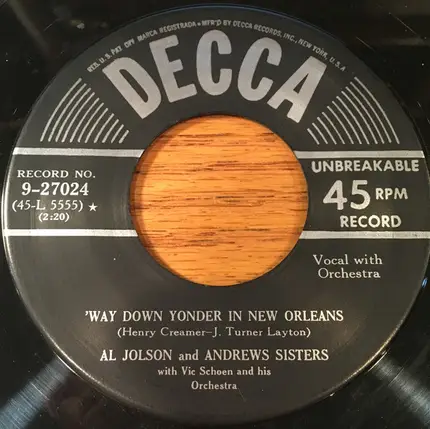 REG. U.S. PAT. OFF. MARCA REGISTRADA • MF'D BY DECCA RECORDS, INC., NEW YORK, U.S.A.
DECCA
RECORD NO.
9-27024
(45-L 5555) ★
(2:20)
UNBREAKABLE
45 RPM
RECORD
Vocal with
Orchestra
'WAY DOWN YONDER IN NEW ORLEANS
(Henry Creamer—J. Turner Layton)
AL JOLSON and ANDREWS SISTERS
with Vic Schoen and his
Orchestra